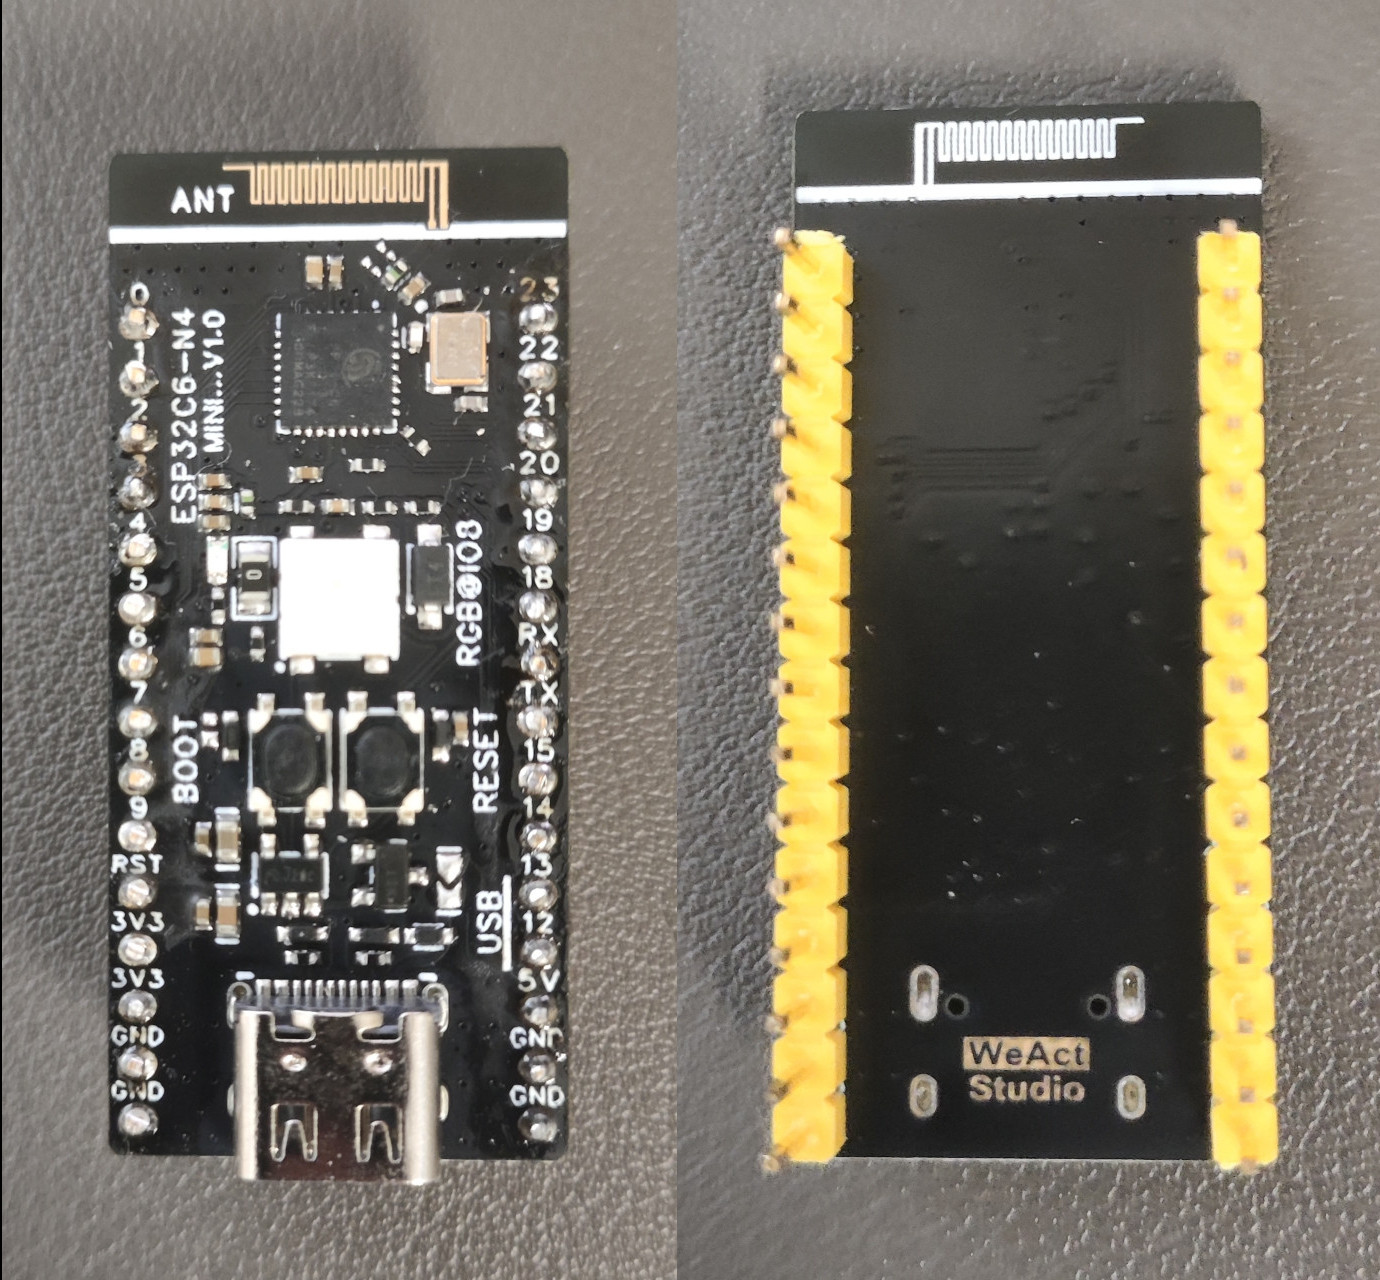 ANT
0
1
2
3
4
5
6
7
8
9
RST
3V3
3V3
GND
GND
ESP32C6-N4
MINI... V1.0
23
22
21
20
19
18
RX
TX
15
14
13
12
5V
GND
GND
RGB@IO8
0
BOOT
RESET
USB
WeAct
Studio